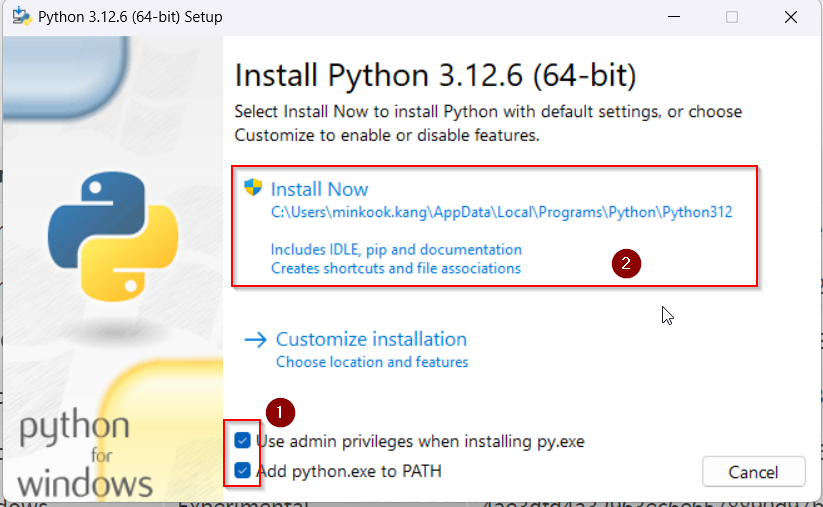 Python 3.12.6 (64-bit) Setup
Install Python 3.12.6 (64-bit)
Select Install Now to install Python with default settings, or choose
Customize to enable or disable features.
Install Now
C:\Users\minkook.kang\AppData\Local\Programs\Python\Python312
Includes IDLE, pip and documentation
Creates shortcuts and file associations
2
Customize installation
Choose location and features
1
Use admin privileges when installing py.exe
Add python.exe to PATH
Cancel
python
for
windows